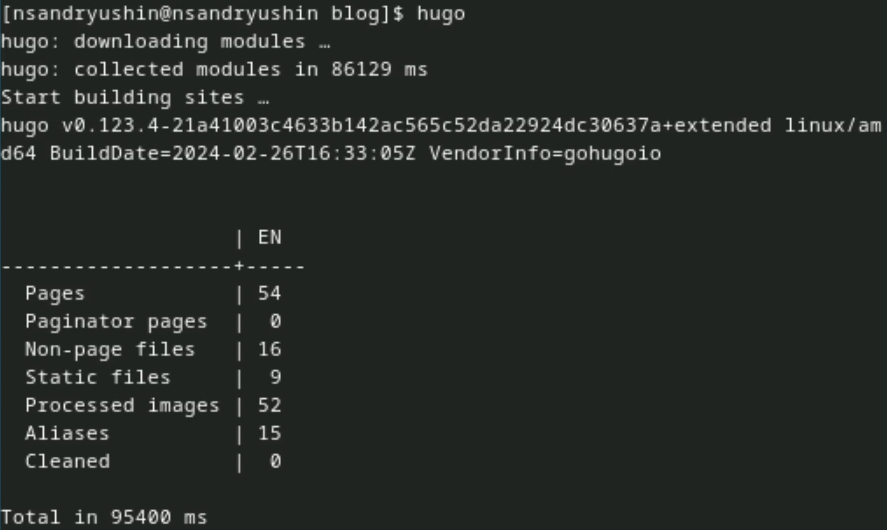 [nsandryushin@nsandryushin blog]$ hugo
hugo: downloading modules …
hugo: collected modules in 86129 ms
Start building sites …
hugo v0.123.4-21a41003c4633b142ac565c52da22924dc30637a+extended linux/am
d64 BuildDate=2024-02-26T16:33:05Z VendorInfo=gohugoio
                   | EN
-------------------+-----
  Pages            | 54
  Paginator pages  |  0
  Non-page files   | 16
  Static files     |  9
  Processed images | 52
  Aliases          | 15
  Cleaned          |  0
Total in 95400 ms